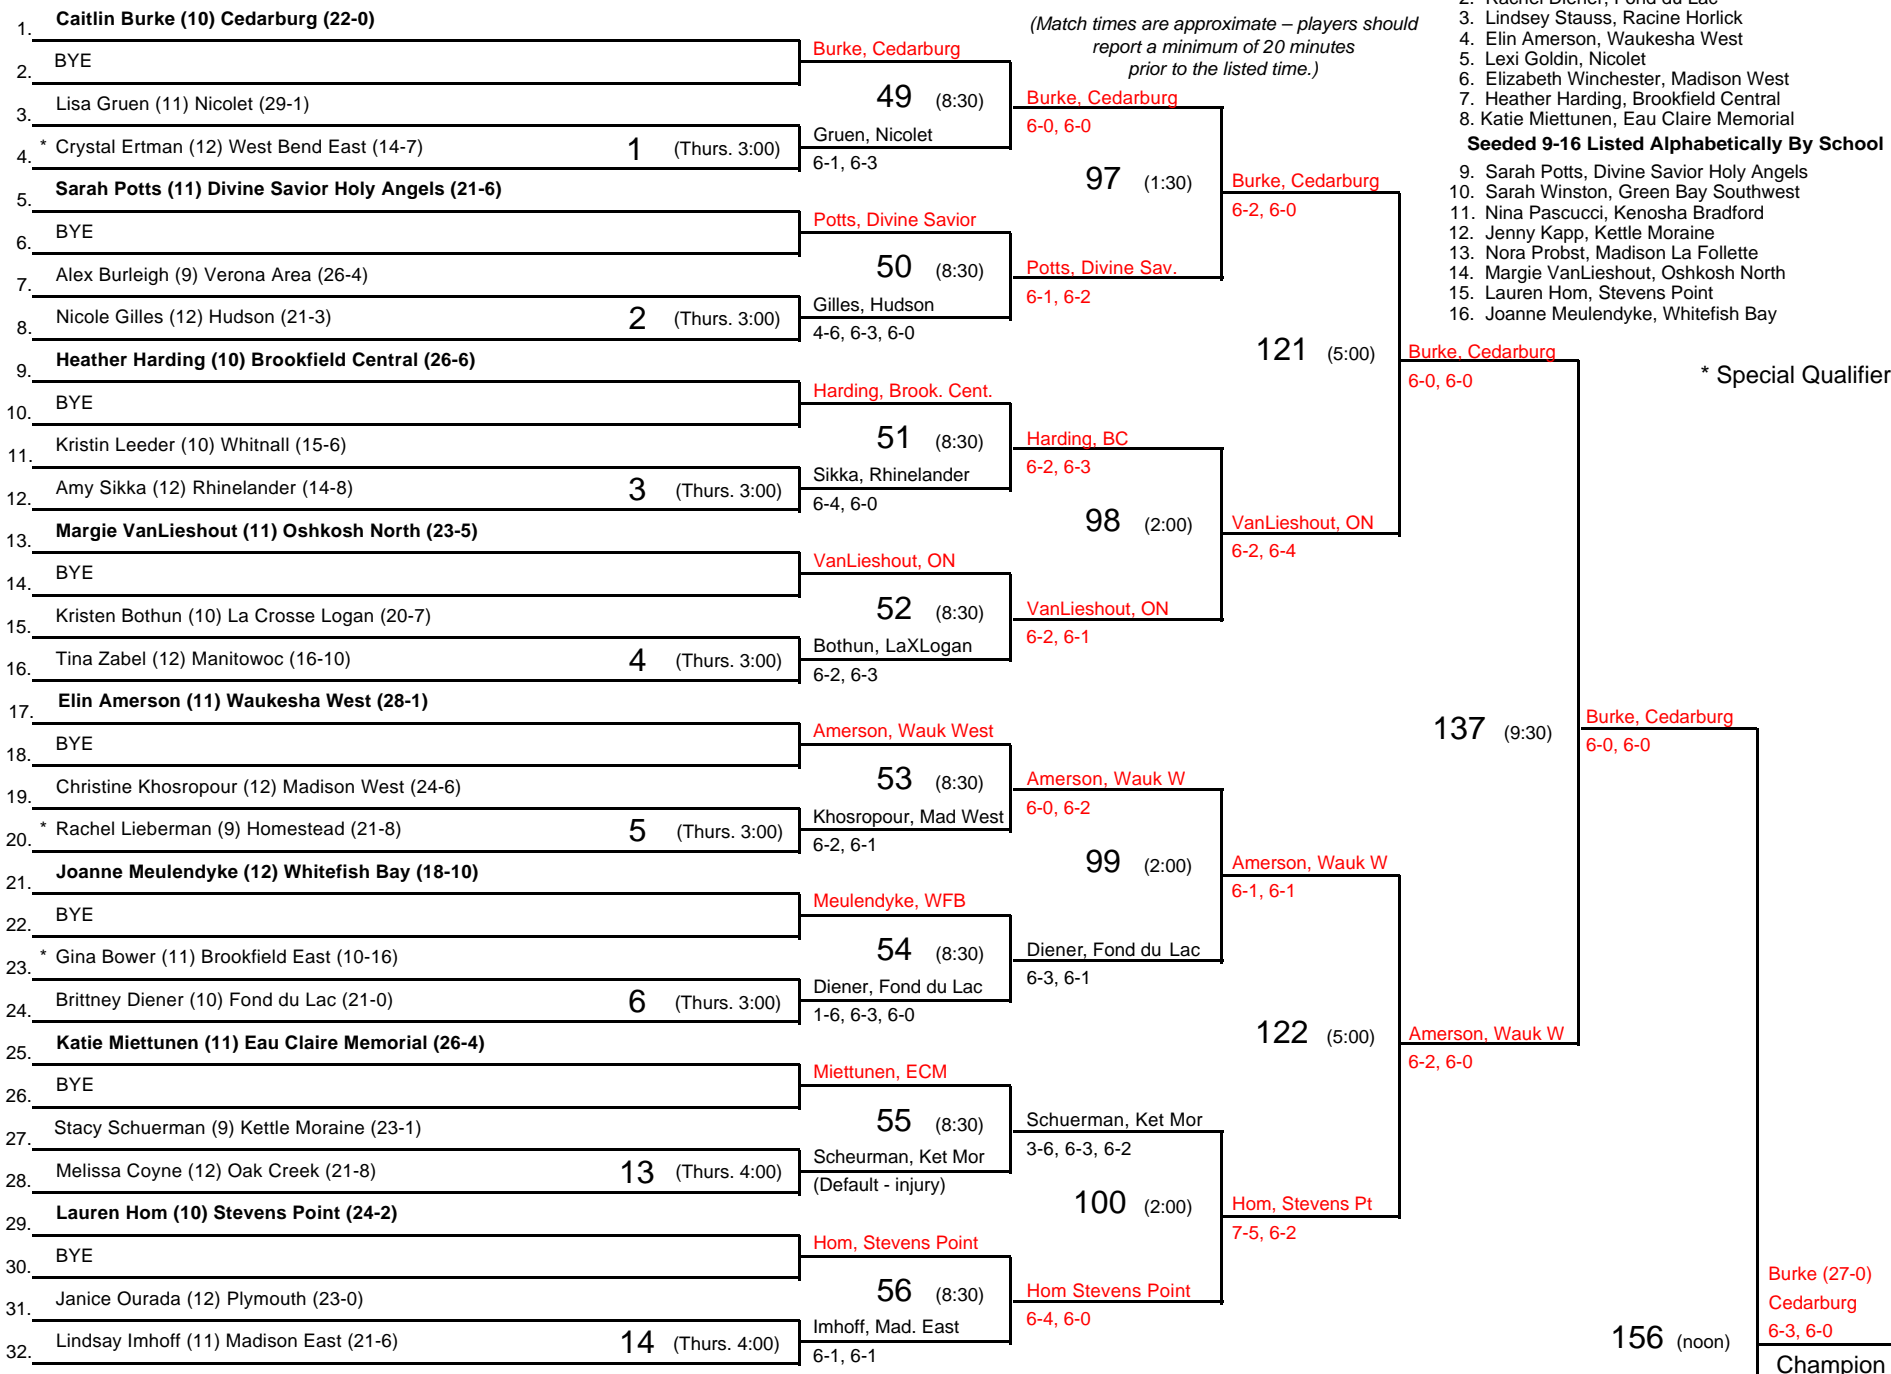 1. Caitlin Burke (10) Cedarburg (22-0)
2. BYE
3. Lisa Gruen (11) Nicolet (29-1)
4. * Crystal Ertman (12) West Bend East (14-7) 1 (Thurs. 3:00)
5. Sarah Potts (11) Divine Savior Holy Angels (21-6)
6. BYE
7. Alex Burleigh (9) Verona Area (26-4)
8. Nicole Gilles (12) Hudson (21-3) 2 (Thurs. 3:00)
9. Heather Harding (10) Brookfield Central (26-6)
10. BYE
11. Kristin Leeder (10) Whitnall (15-6)
12. Amy Sikka (12) Rhinelander (14-8) 3 (Thurs. 3:00)
13. Margie VanLieshout (11) Oshkosh North (23-5)
14. BYE
15. Kristen Bothun (10) La Crosse Logan (20-7)
16. Tina Zabel (12) Manitowoc (16-10) 4 (Thurs. 3:00)
17. Elin Amerson (11) Waukesha West (28-1)
18. BYE
19. Christine Khosropour (12) Madison West (24-6)
20. * Rachel Lieberman (9) Homestead (21-8) 5 (Thurs. 3:00)
21. Joanne Meulendyke (12) Whitefish Bay (18-10)
22. BYE
23. * Gina Bower (11) Brookfield East (10-16)
24. Brittney Diener (10) Fond du Lac (21-0) 6 (Thurs. 3:00)
25. Katie Miettunen (11) Eau Claire Memorial (26-4)
26. BYE
27. Stacy Schuerman (9) Kettle Moraine (23-1)
28. Melissa Coyne (12) Oak Creek (21-8) 13 (Thurs. 4:00)
29. Lauren Hom (10) Stevens Point (24-2)
30. BYE
31. Janice Ourada (12) Plymouth (23-0)
32. Lindsay Imhoff (11) Madison East (21-6) 14 (Thurs. 4:00)
Burke, Cedarburg
49 (8:30)
Gruen, Nicolet
6-1, 6-3
Potts, Divine Savior
50 (8:30)
Gilles, Hudson
4-6, 6-3, 6-0
Harding, Brook. Cent.
51 (8:30)
Sikka, Rhinelander
6-4, 6-0
VanLieshout, ON
52 (8:30)
Bothun, LaXLogan
6-2, 6-3
Amerson, Wauk West
53 (8:30)
Khosropour, Mad West
6-2, 6-1
Meulendyke, WFB
54 (8:30)
Diener, Fond du Lac
1-6, 6-3, 6-0
Miettunen, ECM
55 (8:30)
Scheurman, Ket Mor
(Default - injury)
Hom, Stevens Point
56 (8:30)
Imhoff, Mad. East
6-1, 6-1
(Match times are approximate – players should
report a minimum of 20 minutes
prior to the listed time.)
Burke, Cedarburg
6-0, 6-0
97 (1:30)
Potts, Divine Sav.
6-1, 6-2
Harding, BC
6-2, 6-3
98 (2:00)
VanLieshout, ON
6-2, 6-1
Amerson, Wauk W
6-0, 6-2
99 (2:00)
Diener, Fond du Lac
6-3, 6-1
Schuerman, Ket Mor
3-6, 6-3, 6-2
100 (2:00)
Hom Stevens Point
6-4, 6-0
Burke, Cedarburg
6-2, 6-0
121 (5:00)
VanLieshout, ON
6-2, 6-4
Amerson, Wauk W
6-1, 6-1
122 (5:00)
Hom, Stevens Pt
7-5, 6-2
Burke, Cedarburg
6-0, 6-0
137 (9:30)
Amerson, Wauk W
6-2, 6-0
Burke, Cedarburg
6-0, 6-0
156 (noon)
Burke (27-0)
Cedarburg
6-3, 6-0
Champion
2. Rachel Diener, Fond du Lac
3. Lindsey Stauss, Racine Horlick
4. Elin Amerson, Waukesha West
5. Lexi Goldin, Nicolet
6. Elizabeth Winchester, Madison West
7. Heather Harding, Brookfield Central
8. Katie Miettunen, Eau Claire Memorial
Seeded 9-16 Listed Alphabetically By School
9. Sarah Potts, Divine Savior Holy Angels
10. Sarah Winston, Green Bay Southwest
11. Nina Pascucci, Kenosha Bradford
12. Jenny Kapp, Kettle Moraine
13. Nora Probst, Madison La Follette
14. Margie VanLieshout, Oshkosh North
15. Lauren Hom, Stevens Point
16. Joanne Meulendyke, Whitefish Bay
* Special Qualifier